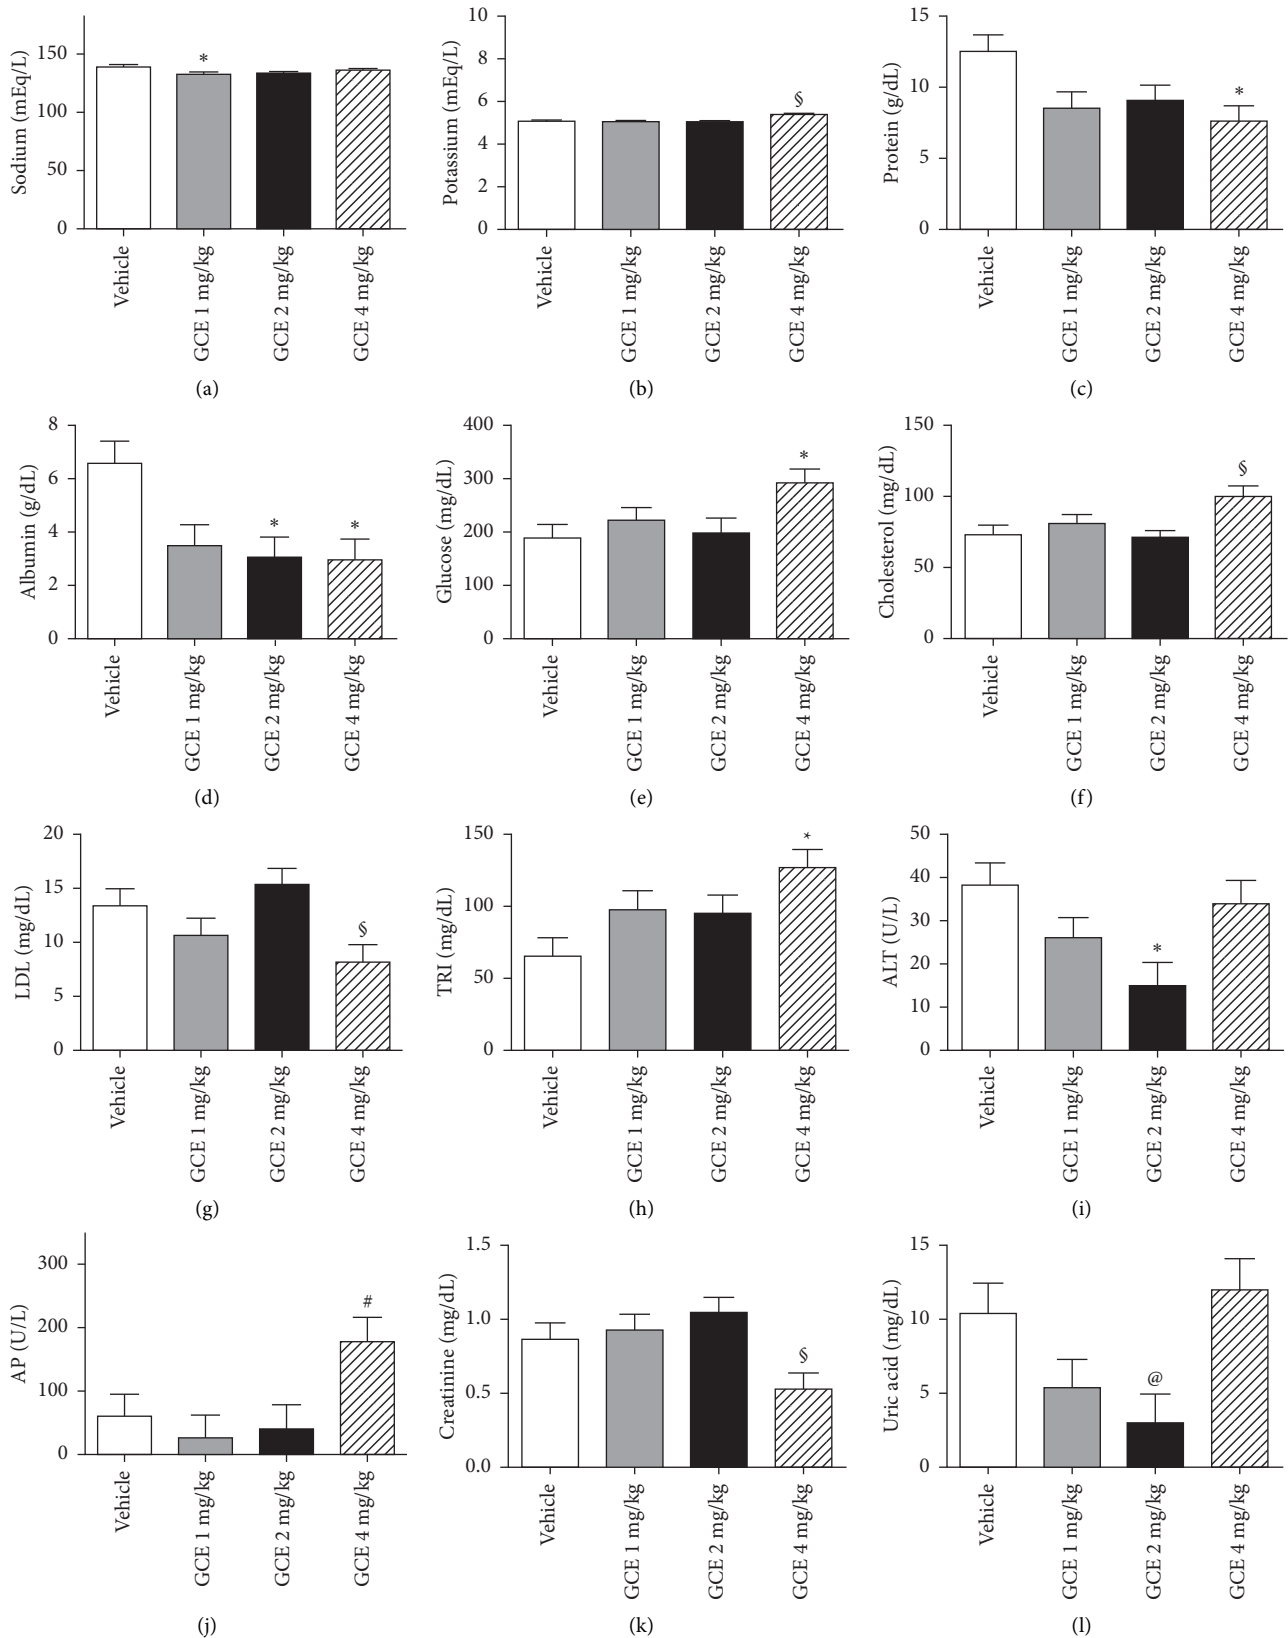 Sodium (mEq/L)
150
100
50
0
*
Vehicle
GCE 1 mg/kg
GCE 2 mg/kg
GCE 4 mg/kg
(a)
Potassium (mEq/L)
10
8
6
4
2
0
§
Vehicle
GCE 1 mg/kg
GCE 2 mg/kg
GCE 4 mg/kg
(b)
Protein (g/dL)
15
10
5
0
*
Vehicle
GCE 1 mg/kg
GCE 2 mg/kg
GCE 4 mg/kg
(c)
Albumin (g/dL)
8
6
4
2
0
*
*
Vehicle
GCE 1 mg/kg
GCE 2 mg/kg
GCE 4 mg/kg
(d)
Glucose (mg/dL)
400
300
200
100
0
*
Vehicle
GCE 1 mg/kg
GCE 2 mg/kg
GCE 4 mg/kg
(e)
Cholesterol (mg/dL)
150
100
50
0
§
Vehicle
GCE 1 mg/kg
GCE 2 mg/kg
GCE 4 mg/kg
(f)
LDL (mg/dL)
20
15
10
5
0
§
Vehicle
GCE 1 mg/kg
GCE 2 mg/kg
GCE 4 mg/kg
(g)
TRI (mg/dL)
150
100
50
0
*
Vehicle
GCE 1 mg/kg
GCE 2 mg/kg
GCE 4 mg/kg
(h)
ALT (U/L)
50
40
30
20
10
0
*
Vehicle
GCE 1 mg/kg
GCE 2 mg/kg
GCE 4 mg/kg
(i)
AP (U/L)
300
200
100
0
#
Vehicle
GCE 1 mg/kg
GCE 2 mg/kg
GCE 4 mg/kg
(j)
Creatinine (mg/dL)
1.5
1.0
0.5
0.0
§
Vehicle
GCE 1 mg/kg
GCE 2 mg/kg
GCE 4 mg/kg
(k)
Uric acid (mg/dL)
15
10
5
0
@
Vehicle
GCE 1 mg/kg
GCE 2 mg/kg
GCE 4 mg/kg
(l)